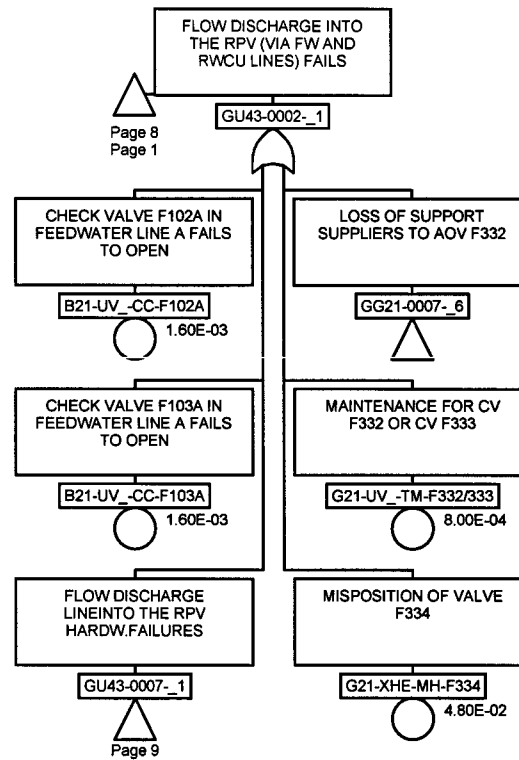 FLOW DISCHARGE INTO
THE RPV (VIA FW AND
RWCU LINES) FAILS
GU43-0002-_1
Page 8
Page 1
CHECK VALVE F102A IN
FEEDWATER LINE A FAILS
TO OPEN
B21-UV_-CC-F102A
1.60E-03
LOSS OF SUPPORT
SUPPLIERS TO AOV F332
GG21-0007-_6
CHECK VALVE F103A IN
FEEDWATER LINE A FAILS
TO OPEN
B21-UV_-CC-F103A
1.60E-03
MAINTENANCE FOR CV
F332 OR CV F333
G21-UV_-TM-F332/333
8.00E-04
FLOW DISCHARGE
LINEINTO THE RPV
HARDW.FAILURES
GU43-0007-_1
Page 9
MISPOSITION OF VALVE
F334
G21-XHE-MH-F334
4.80E-02